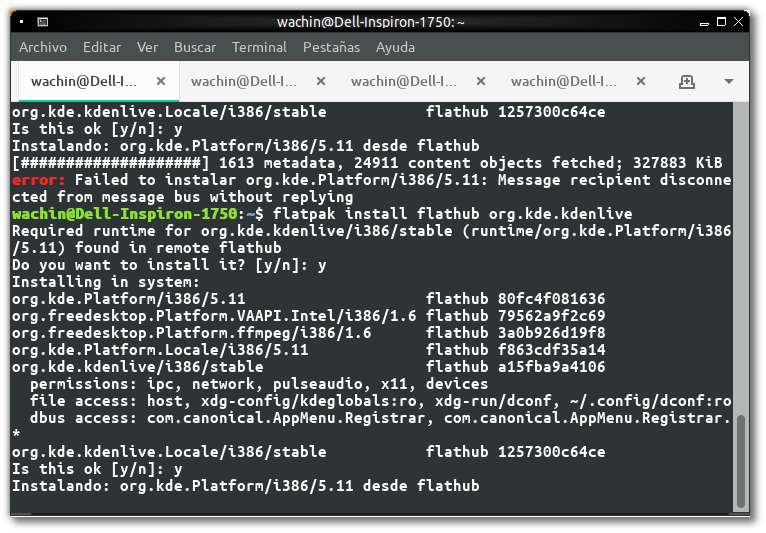 wachin@Dell-Inspiron-1750: ~
Archivo Editar Ver Buscar Terminal Pestañas Ayuda
wachin@Dell-I... × wachin@Dell-I... × wachin@Dell-I... × wachin@Dell-I... ×
org.kde.kdenlive.Locale/i386/stable flathub 1257300c64ce
Is this ok [y/n]: y
Instalando: org.kde.Platform/i386/5.11 desde flathub
[####################] 1613 metadata, 24911 content objects fetched; 327883 KiB
error: Failed to instalar org.kde.Platform/i386/5.11: Message recipient disconne
cted from message bus without replying
wachin@Dell-Inspiron-1750:~$ flatpak install flathub org.kde.kdenlive
Required runtime for org.kde.kdenlive/i386/stable (runtime/org.kde.Platform/i386
/5.11) found in remote flathub
Do you want to install it? [y/n]: y
Installing in system:
org.kde.Platform/i386/5.11 flathub 80fc4f081636
org.freedesktop.Platform.VAAPI.Intel/i386/1.6 flathub 79562a9f2c69
org.freedesktop.Platform.ffmpeg/i386/1.6 flathub 3a0b926d19f8
org.kde.Platform.Locale/i386/5.11 flathub f863cdf35a14
org.kde.kdenlive/i386/stable flathub a15fba9a4106
permissions: ipc, network, pulseaudio, x11, devices
file access: host, xdg-config/kdeglobals:ro, xdg-run/dconf, ~/.config/dconf:ro
dbus access: com.canonical.AppMenu.Registrar, com.canonical.AppMenu.Registrar.
*
org.kde.kdenlive.Locale/i386/stable flathub 1257300c64ce
Is this ok [y/n]: y
Instalando: org.kde.Platform/i386/5.11 desde flathub